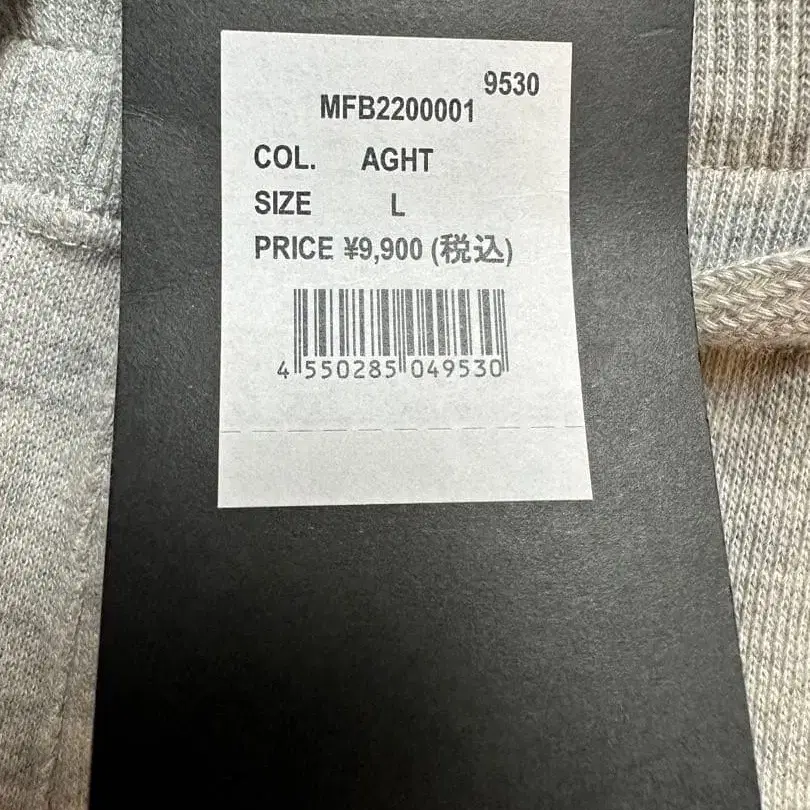 9530
MFB2200001
COL. AGHT
SIZE L
PRICE ¥9,900 (税込)
4 550285 049530